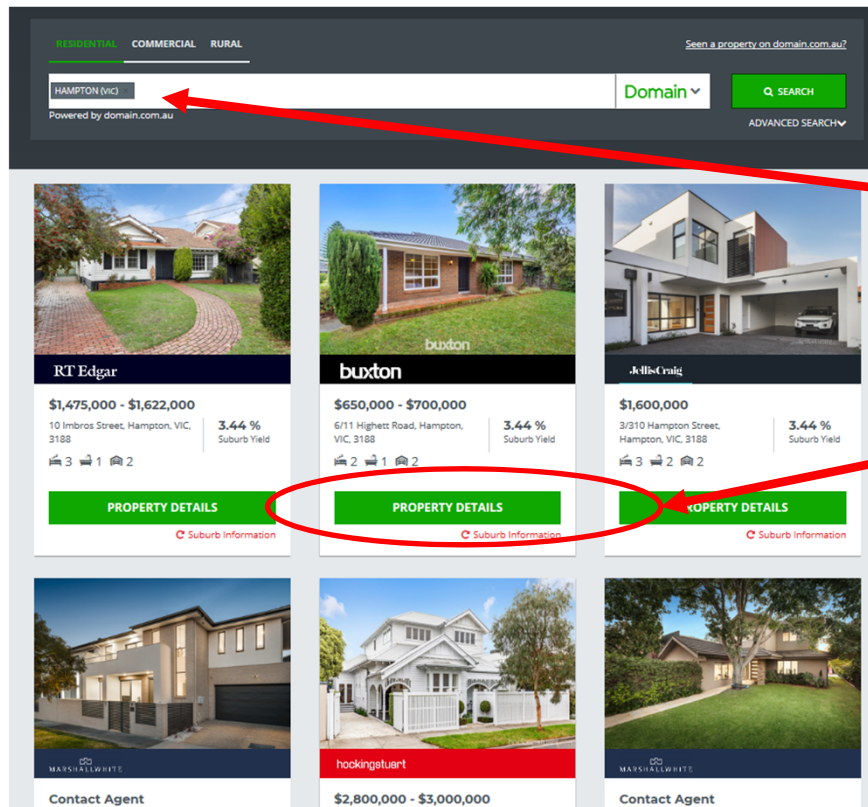 RESIDENTIAL COMMERCIAL RURAL
Seen a property on domain.com.au?
HAMPTON (VIC) ×
Domain
SEARCH
Powered by domain.com.au
ADVANCED SEARCH
buxton
RT Edgar
buxton
JellisCraig
$1,475,000 - $1,622,000
10 Imbros Street, Hampton, VIC,
3188
3.44 %
Suburb Yield
3 1 2
PROPERTY DETAILS
Suburb Information
$650,000 - $700,000
6/11 Highett Road, Hampton,
VIC, 3188
3.44 %
Suburb Yield
2 1 2
PROPERTY DETAILS
Suburb Information
$1,600,000
3/310 Hampton Street,
Hampton, VIC, 3188
3.44 %
Suburb Yield
3 2 2
PROPERTY DETAILS
Suburb Information
MARSHALLWHITE
hockingstuart
MARSHALLWHITE
Contact Agent
$2,800,000 - $3,000,000
Contact Agent